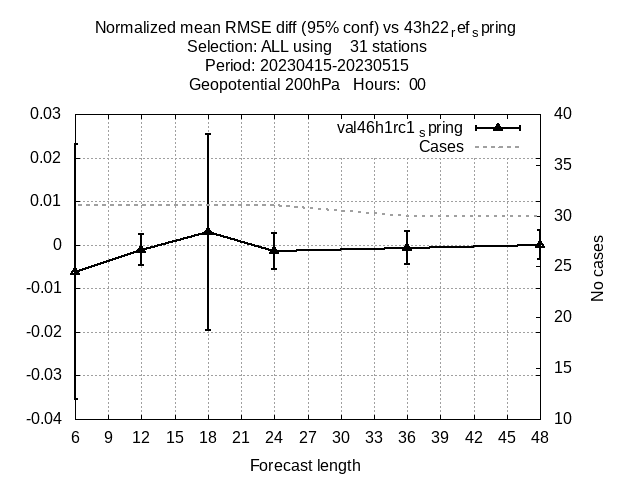 Normalized mean RMSE diff (95% conf) vs 43h22refspring
Selection: ALL using 31 stations
Period: 20230415-20230515
Geopotential 200hPa Hours: 00
val46h1rc1spring
Cases
0.03
0.02
0.01
0
-0.01
-0.02
-0.03
-0.04
40
35
30
25
20
15
10
No cases
6 9 12 15 18 21 24 27 30 33 36 39 42 45 48
Forecast length